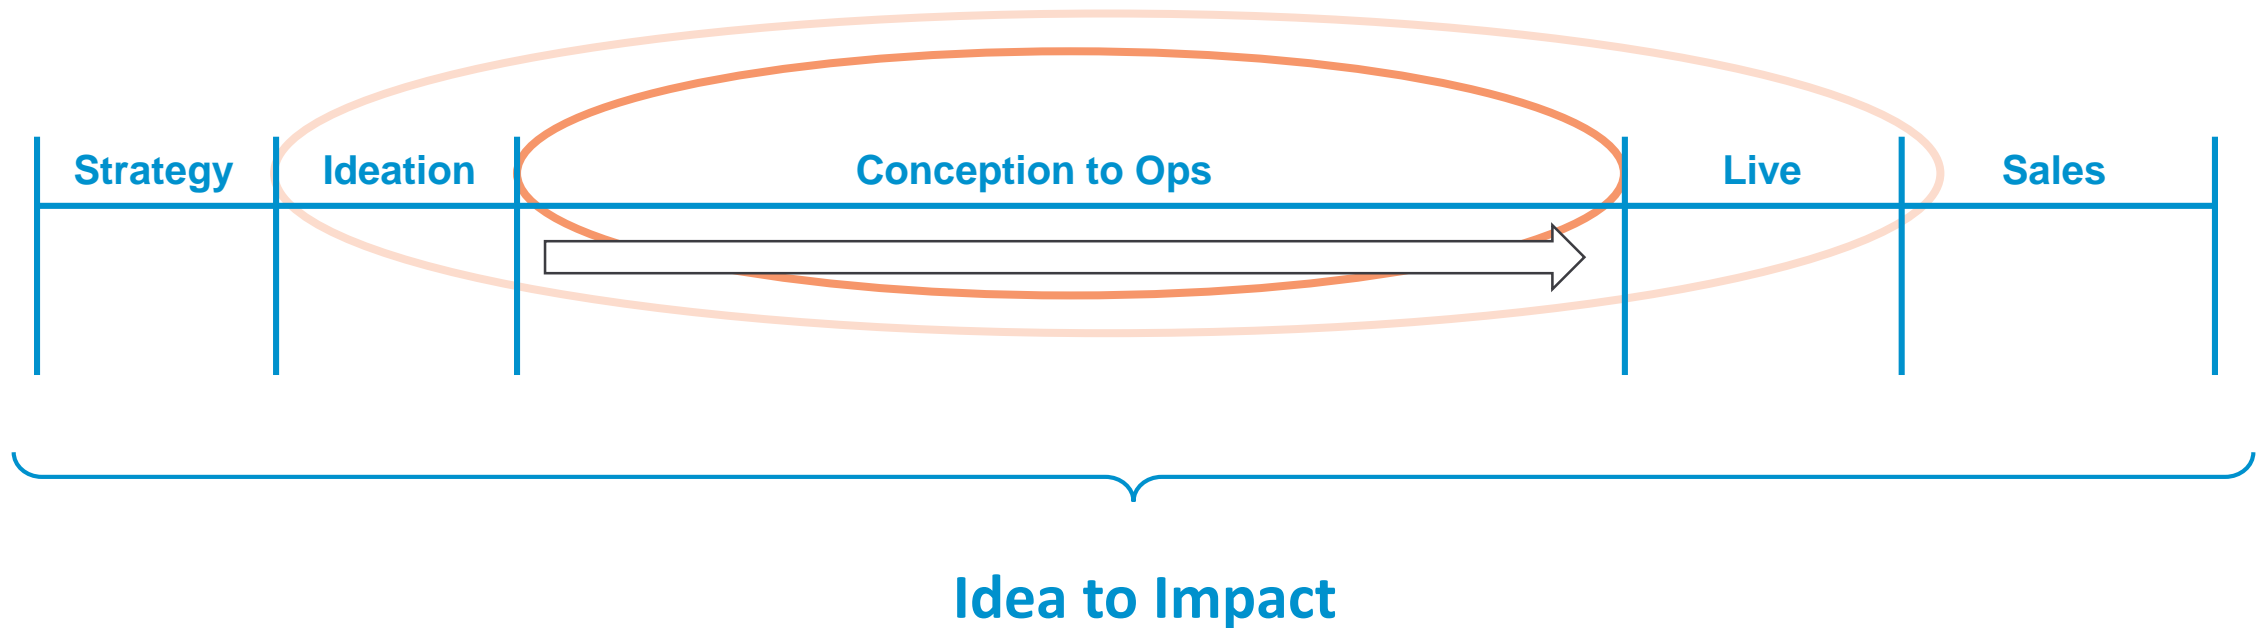 Strategy Ideation Conception to Ops Live Sales
Idea to Impact